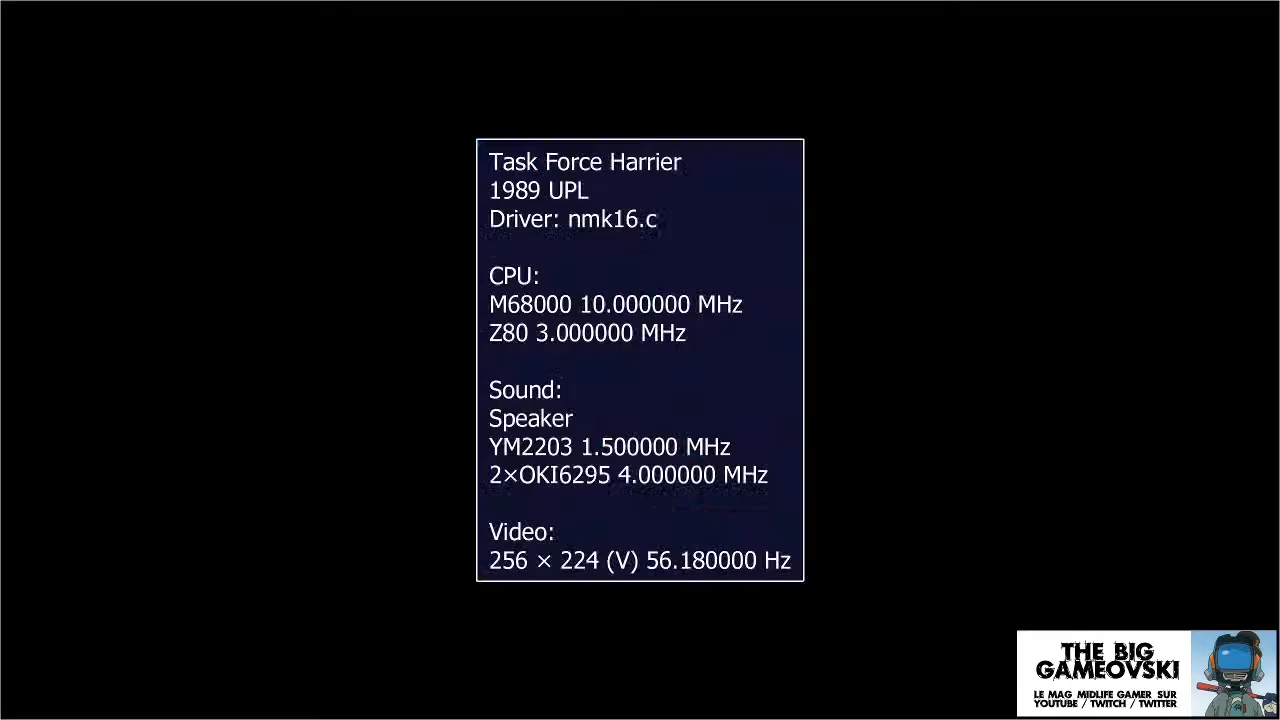 Task Force Harrier
1989 UPL
Driver: nmk16.c
CPU:
M68000 10.000000 MHz
Z80 3.000000 MHz
Sound:
Speaker
YM2203 1.500000 MHz
2×OKI6295 4.000000 MHz
Video:
256 × 224 (V) 56.180000 Hz
THE BIG
GAMEOVSKI
LE MAG MIDLIFE GAMER SUR
YOUTUBE / TWITCH / TWITTER